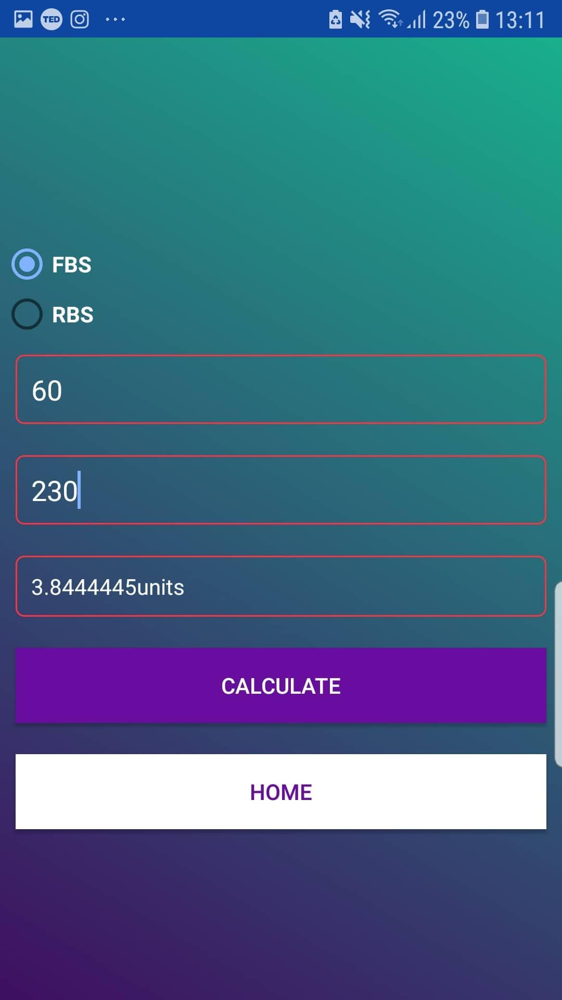 TED 23% 13:11
FBS
RBS
60
230
3.8444445units
CALCULATE
HOME